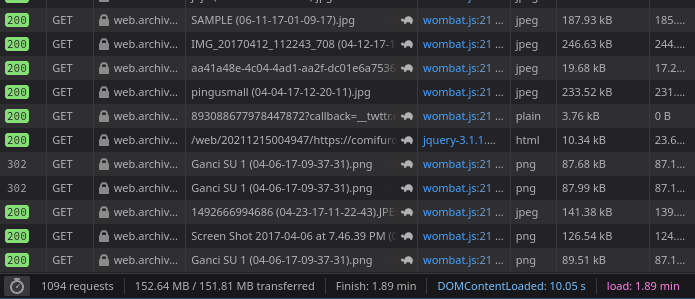 200 GET web.archiv... SAMPLE (06-11-17-01-09-17).jpg wombat.js:21 ... jpeg 187.93 kB 185....
200 GET web.archiv... IMG_20170412_112243_708 (04-12-17-1 wombat.js:21 ... jpeg 246.63 kB 244....
200 GET web.archiv... aa41a48e-4c04-4ad1-aa2f-dc01e6a7536 wombat.js:21 ... jpeg 19.68 kB 17.2...
200 GET web.archiv... pingusmall (04-04-17-12-20-11).jpg wombat.js:21 ... jpeg 233.52 kB 231....
200 GET web.archiv... 893088677978447872?callback=__twttr. wombat.js:21 ... plain 3.76 kB 0 B
200 GET web.archiv... /web/20211215004947/https://comifuro jquery-3.1.1.... html 10.34 kB 23.6...
302 GET web.archiv... Ganci SU 1 (04-06-17-09-37-31).png wombat.js:21 ... png 87.68 kB 87.1...
302 GET web.archiv... Ganci SU 1 (04-06-17-09-37-31).png wombat.js:21 ... png 87.99 kB 87.1...
200 GET web.archiv... 1492666994686 (04-23-17-11-22-43).JPE wombat.js:21 ... jpeg 141.38 kB 139....
200 GET web.archiv... Screen Shot 2017-04-06 at 7.46.39 PM (0 wombat.js:21 ... png 126.54 kB 124....
200 GET web.archiv... Ganci SU 1 (04-06-17-09-37-31).png wombat.js:21 ... png 89.51 kB 87.1...
1094 requests 152.64 MB / 151.81 MB transferred Finish: 1.89 min DOMContentLoaded: 10.05 s load: 1.89 min